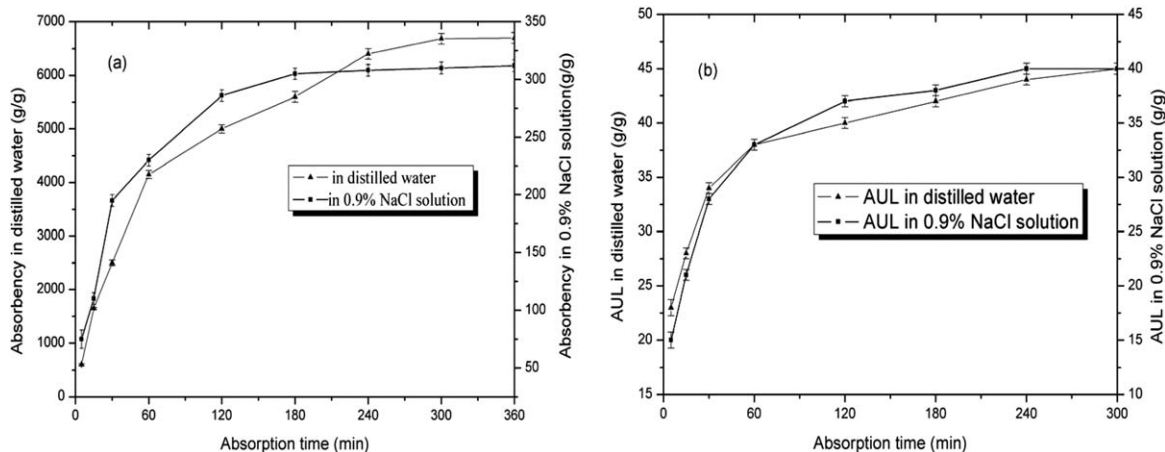 (a)
Absorbency in distilled water (g/g)
7000
6000
5000
4000
3000
2000
1000
0
0 60 120 180 240 300 360
Absorption time (min)
350
300
250
200
150
100
50
Absorbency in 0.9% NaCl solution(g/g)
in distilled water
in 0.9% NaCl solution
(b)
AUL in distilled water (g/g)
50
45
40
35
30
25
20
15
0 60 120 180 240 300
Absorption time (min)
45
40
35
30
25
20
15
10
AUL in 0.9% NaCl solution (g/g)
AUL in distilled water
AUL in 0.9% NaCl solution